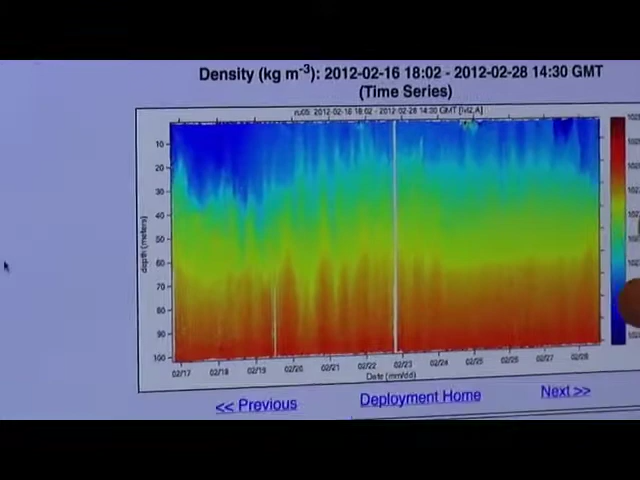 Density (kg m-3): 2012-02-16 18:02 - 2012-02-28 14:30 GMT
(Time Series)
ru05: 2012-02-16 18:02 - 2012-02-28 14:30 GMT
10
20
30
40
50
60
70
80
90
100
depth (meters)
02/17 02/18 02/19 02/20 02/21 02/22 02/23 02/24 02/25 02/26 02/27 02/28
Date (mm/dd)
<< Previous Deployment Home Next >>